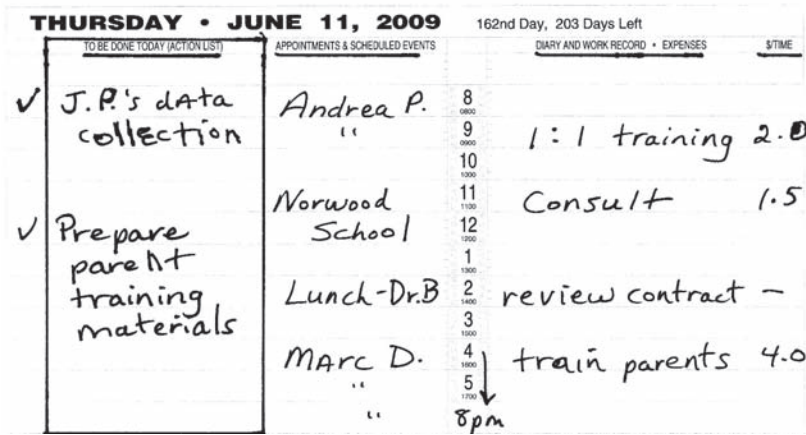 THURSDAY • JUNE 11, 2009 162nd Day, 203 Days Left
TO BE DONE TODAY (ACTION LIST) APPOINTMENTS & SCHEDULED EVENTS DIARY AND WORK RECORD • EXPENSES $/TIME
✓ J.P.'s dAta Andrea P. 8
0800
collEction " 9 1:1 training 2.0
0900
10
1000
Norwood 11 Consult 1.5
1100
✓ Prepare School 12
1200
parent 1
1300
training Lunch-Dr.B 2 review contract –
1400
materials 3
1500
MArc D. 4 train parents 4.0
1600
" 5
1700
" 8pm